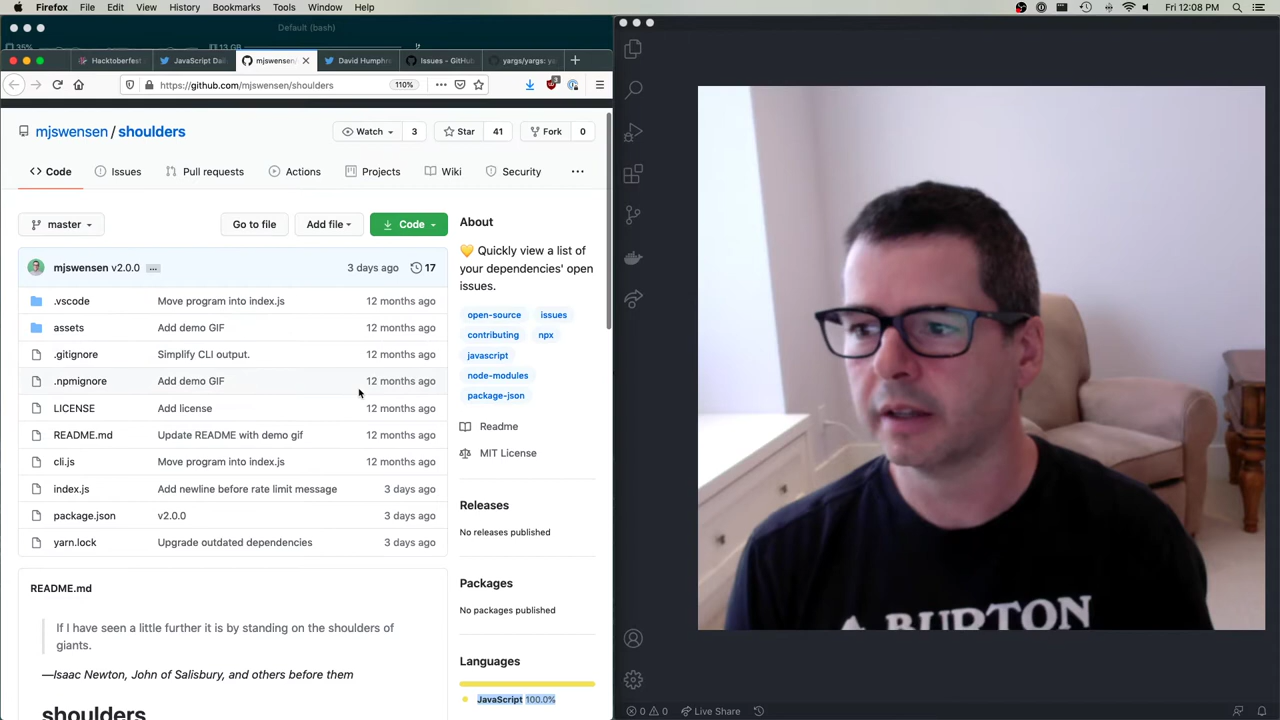 Firefox File Edit View History Bookmarks Tools Window Help
Fri 12:08 PM
Default (bash)
35%
13 GB
Hacktoberfest
JavaScript Dai
mjswensen/
David Humphr
Issues - GitHub
yargs/yargs: ya
https://github.com/mjswensen/shoulders
110%
mjswensen / shoulders
Watch 3
Star 41
Fork 0
Code
Issues
Pull requests
Actions
Projects
Wiki
Security
master
Go to file
Add file
Code
mjswensen v2.0.0 ... 3 days ago 17
.vscode Move program into index.js 12 months ago
assets Add demo GIF 12 months ago
.gitignore Simplify CLI output. 12 months ago
.npmignore Add demo GIF 12 months ago
LICENSE Add license 12 months ago
README.md Update README with demo gif 12 months ago
cli.js Move program into index.js 12 months ago
index.js Add newline before rate limit message 3 days ago
package.json v2.0.0 3 days ago
yarn.lock Upgrade outdated dependencies 3 days ago
README.md
If I have seen a little further it is by standing on the shoulders of
giants.
—Isaac Newton, John of Salisbury, and others before them
shoulders
About
💛 Quickly view a list of
your dependencies' open
issues.
open-source issues
contributing npx
javascript
node-modules
package-json
Readme
MIT License
Releases
No releases published
Packages
No packages published
Languages
JavaScript 100.0%
BURTON
0 0 Live Share